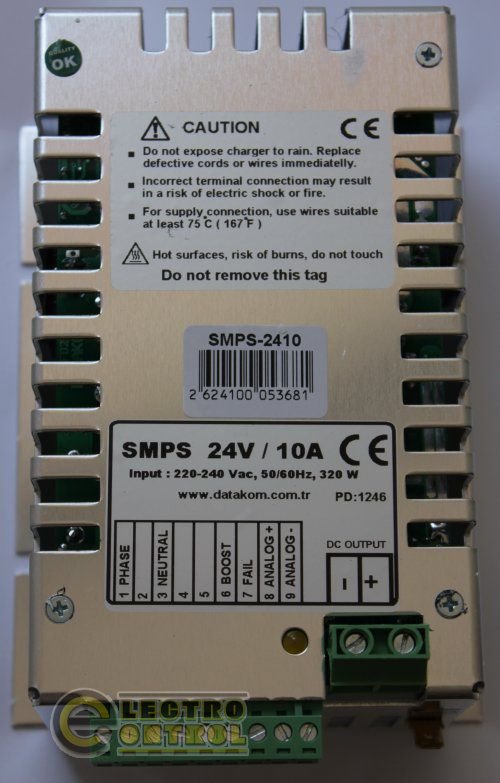 QUALITY
OK
CAUTION CE
Do not expose charger to rain. Replace
defective cords or wires immediatelly.
Incorrect terminal connection may result
in a risk of electric shock or fire.
For supply connection, use wires suitable
at least 75 C ( 167 F )
Hot surfaces, risk of burns, do not touch
Do not remove this tag
SMPS-2410
2 624100 053681
SMPS 24V / 10A CE
Input : 220-240 Vac, 50/60Hz, 320 W
www.datakom.com.tr PD:1246
1 PHASE
2
3 NEUTRAL
4
5
6 BOOST
7 FAIL
8 ANALOG +
9 ANALOG -
DC OUTPUT
- +
ELECTRO
CONTROL